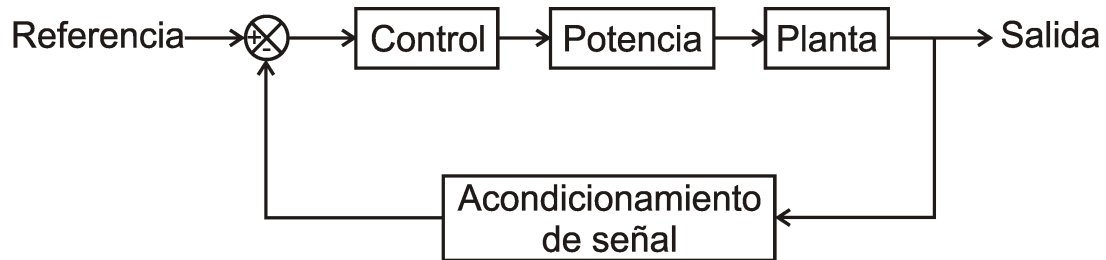 Referencia
+
-
Control
Potencia
Planta
Salida
Acondicionamiento
de señal